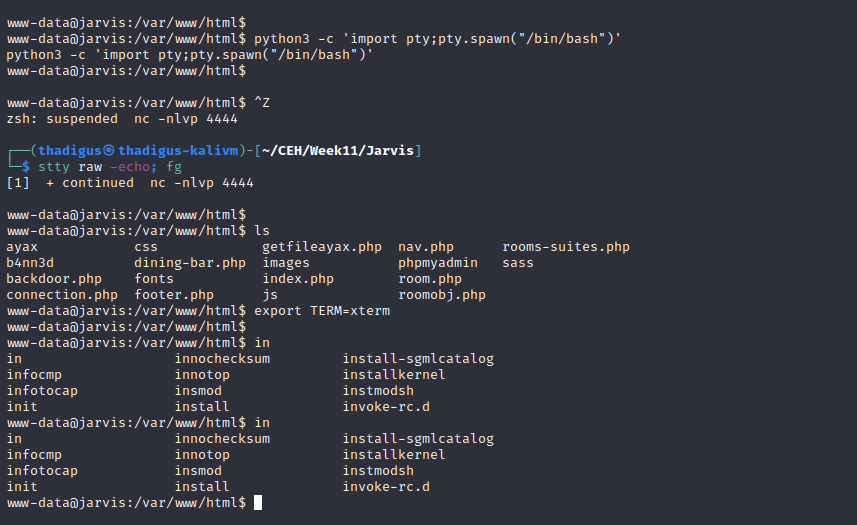 www-data@jarvis:/var/www/html$
www-data@jarvis:/var/www/html$ python3 -c 'import pty;pty.spawn("/bin/bash")'
python3 -c 'import pty;pty.spawn("/bin/bash")'
www-data@jarvis:/var/www/html$
www-data@jarvis:/var/www/html$ ^Z
zsh: suspended  nc -nlvp 4444
┌──(thadigus㉿thadigus-kalivm)-[~/CEH/Week11/Jarvis]
└─$ stty raw -echo; fg
[1]  + continued  nc -nlvp 4444
www-data@jarvis:/var/www/html$
www-data@jarvis:/var/www/html$ ls
ayax            css             getfileayax.php  nav.php      rooms-suites.php
b4nn3d          dining-bar.php  images           phpmyadmin   sass
backdoor.php    fonts           index.php        room.php
connection.php  footer.php      js               roomobj.php
www-data@jarvis:/var/www/html$ export TERM=xterm
www-data@jarvis:/var/www/html$
www-data@jarvis:/var/www/html$ in
in                   innochecksum         install-sgmlcatalog
infocmp              innotop              installkernel
infotocap            insmod               instmodsh
init                 install              invoke-rc.d
www-data@jarvis:/var/www/html$ in
in                   innochecksum         install-sgmlcatalog
infocmp              innotop              installkernel
infotocap            insmod               instmodsh
init                 install              invoke-rc.d
www-data@jarvis:/var/www/html$